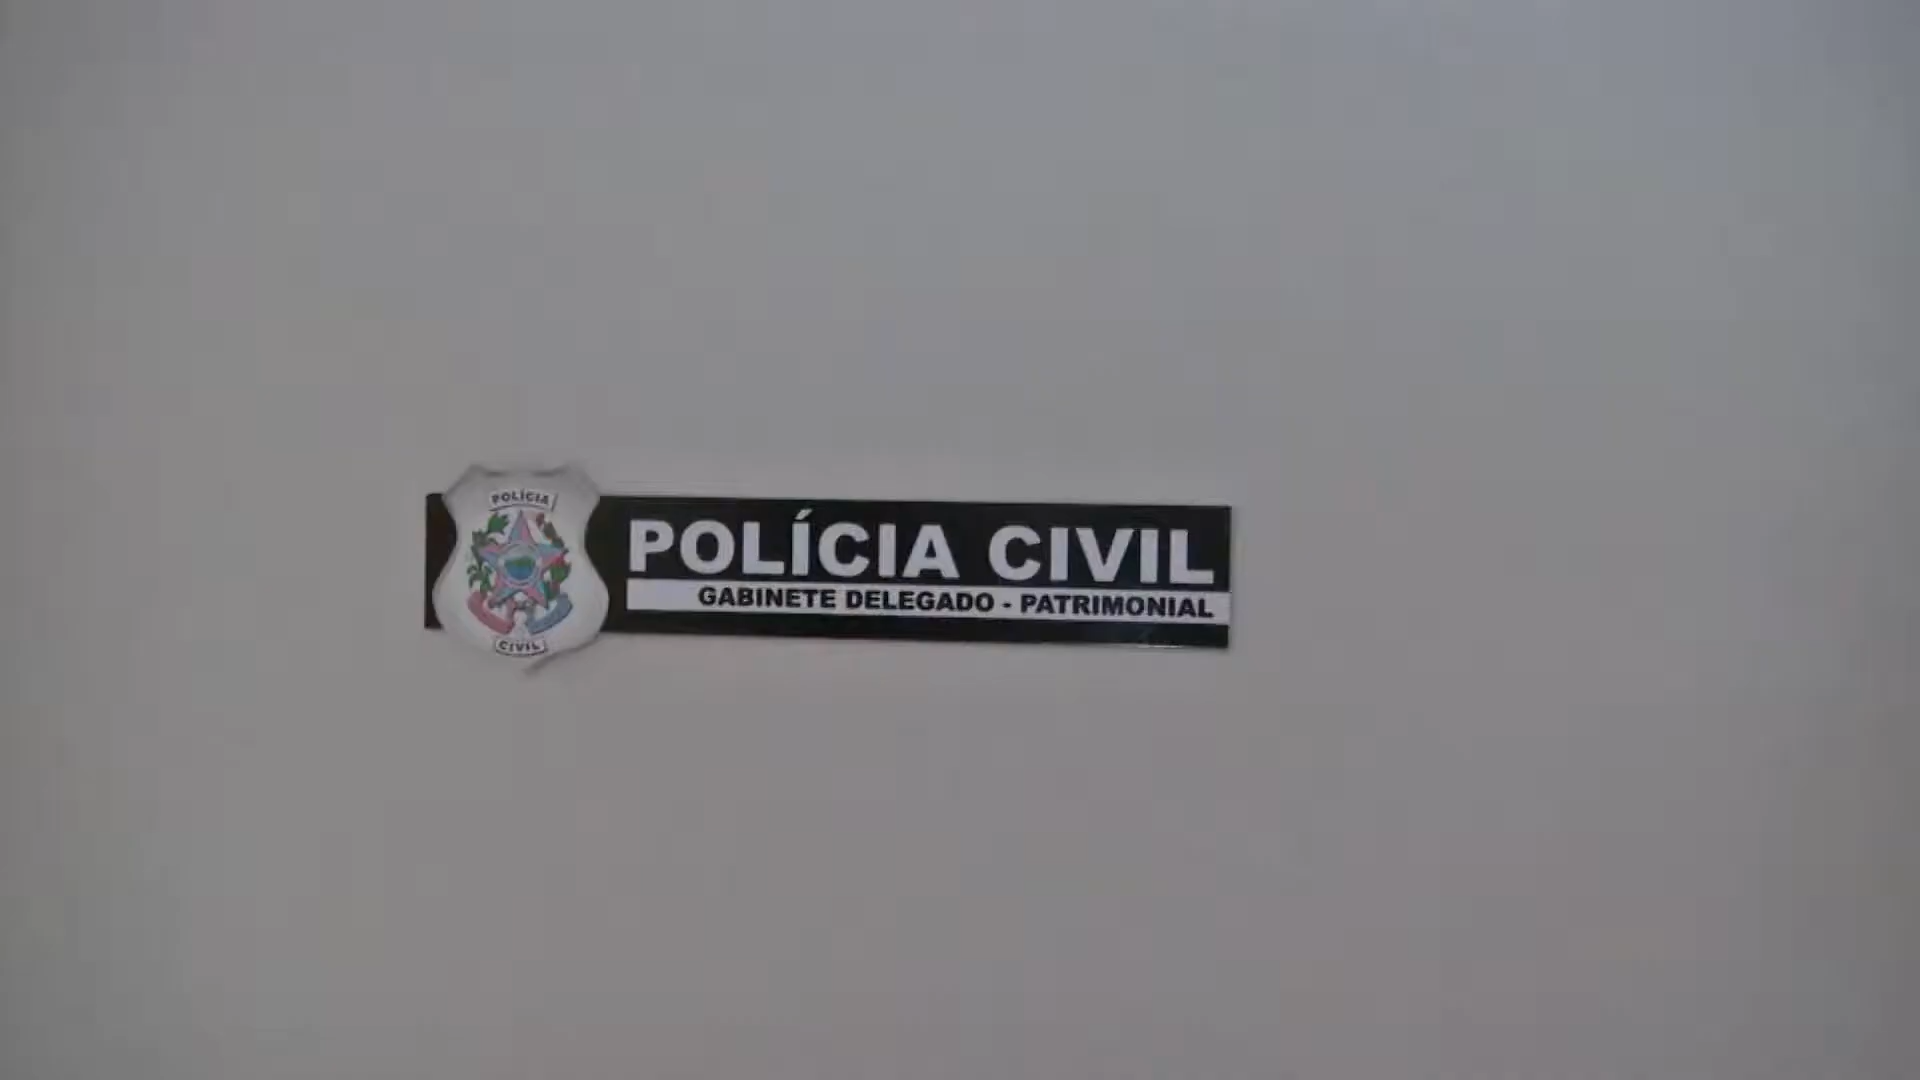 POLÍCIA
CIVIL
POLÍCIA CIVIL
GABINETE DELEGADO - PATRIMONIAL